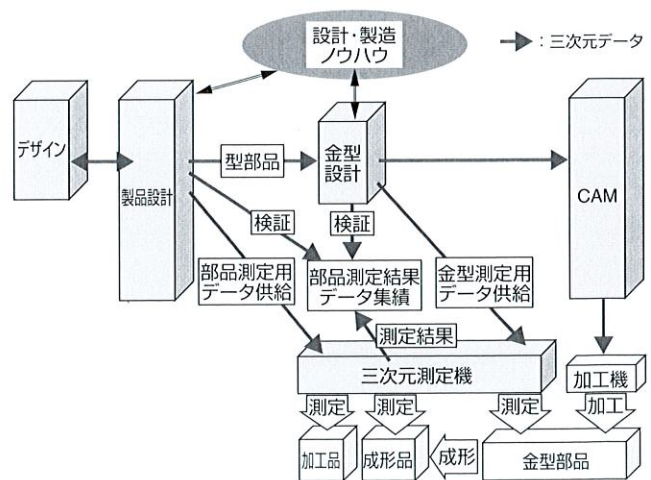 設計・製造
ノウハウ
:三次元データ
デザイン
製品設計
型部品
金型
設計
CAM
検証
検証
部品測定用
データ供給
部品測定結果
データ集績
金型測定用
データ供給
測定結果
三次元測定機
加工機
測定
測定
測定
加工
加工品
成形品
成形
金型部品